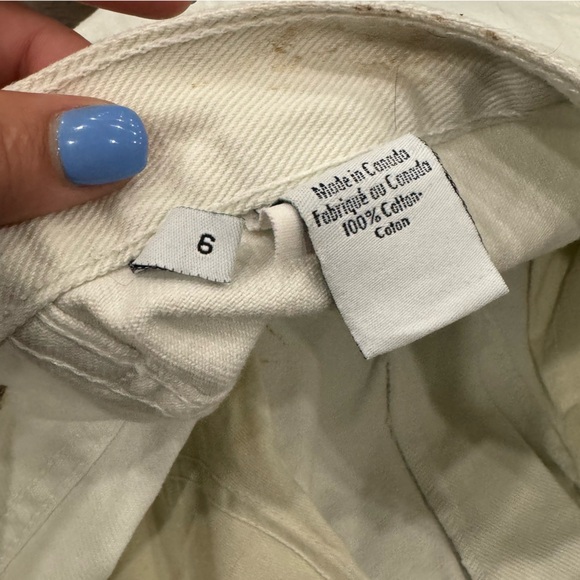 6
Made in Canada
Fabriqué au Canada
100% Cotton-
Coton